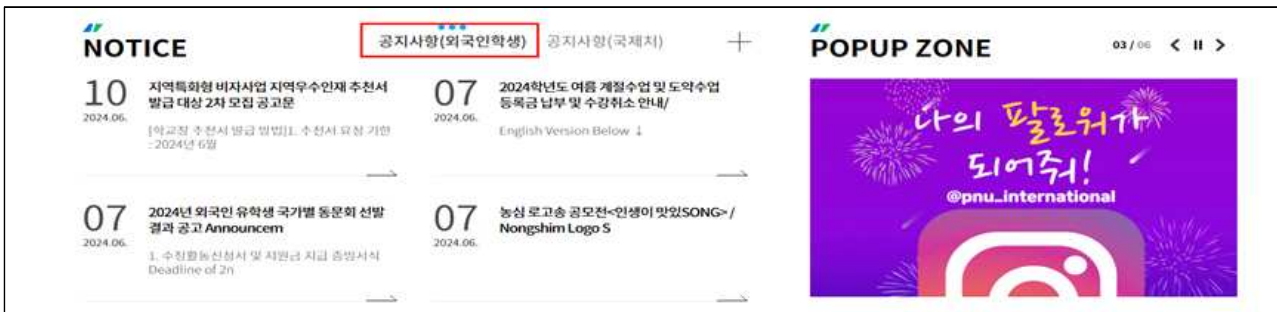 NOTICE
공지사항(외국인학생) 공지사항(국제처)
10
2024.06.
지역특화형 비자사업 지역우수인재 추천서
발급 대상 2차 모집 공고문
[학교장 추천서 발급 방법]1. 추천서 요청 기한
: 2024년 6월
07
2024.06.
2024학년도 여름 계절수업 및 도약수업
등록금 납부 및 수강취소 안내/
English Version Below ↓
07
2024.06.
2024년 외국인 유학생 국가별 동문회 선발
결과 공고 Announcem
1. 수정활동신청서 및 지원금 지급 증빙서식
Deadline of 2n
07
2024.06.
농심 로고송 공모전<인생이 맛있SONG> /
Nongshim Logo S
POPUP ZONE
03 / 06
나의 팔로워가
되어줘!
@pnu_international